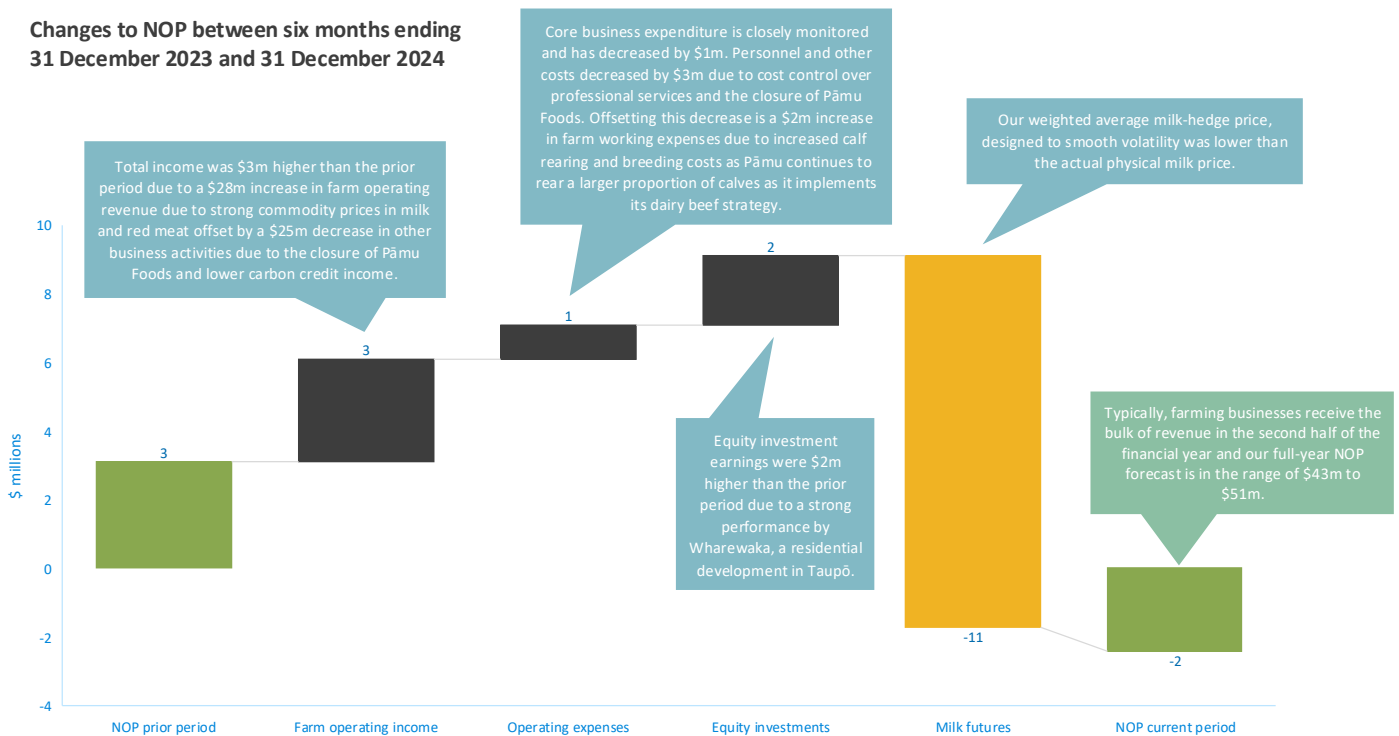 Changes to NOP between six months ending
31 December 2023 and 31 December 2024
Total income was $3m higher than the prior
period due to a $28m increase in farm operating
revenue due to strong commodity prices in milk
and red meat offset by a $25m decrease in other
business activities due to the closure of Pāmu
Foods and lower carbon credit income.
Core business expenditure is closely monitored
and has decreased by $1m. Personnel and other
costs decreased by $3m due to cost control over
professional services and the closure of Pāmu
Foods. Offsetting this decrease is a $2m increase
in farm working expenses due to increased calf
rearing and breeding costs as Pāmu continues to
rear a larger proportion of calves as it implements
its dairy beef strategy.
Our weighted average milk-hedge price,
designed to smooth volatility was lower than
the actual physical milk price.
Equity investment
earnings were $2m
higher than the prior
period due to a strong
performance by
Wharewaka, a residential
development in Taupō.
Typically, farming businesses receive the
bulk of revenue in the second half of the
financial year and our full-year NOP
forecast is in the range of $43m to
$51m.
$ millions
10
8
6
4
2
0
-2
-4
3
3
1
2
-11
-2
NOP prior period
Farm operating income
Operating expenses
Equity investments
Milk futures
NOP current period